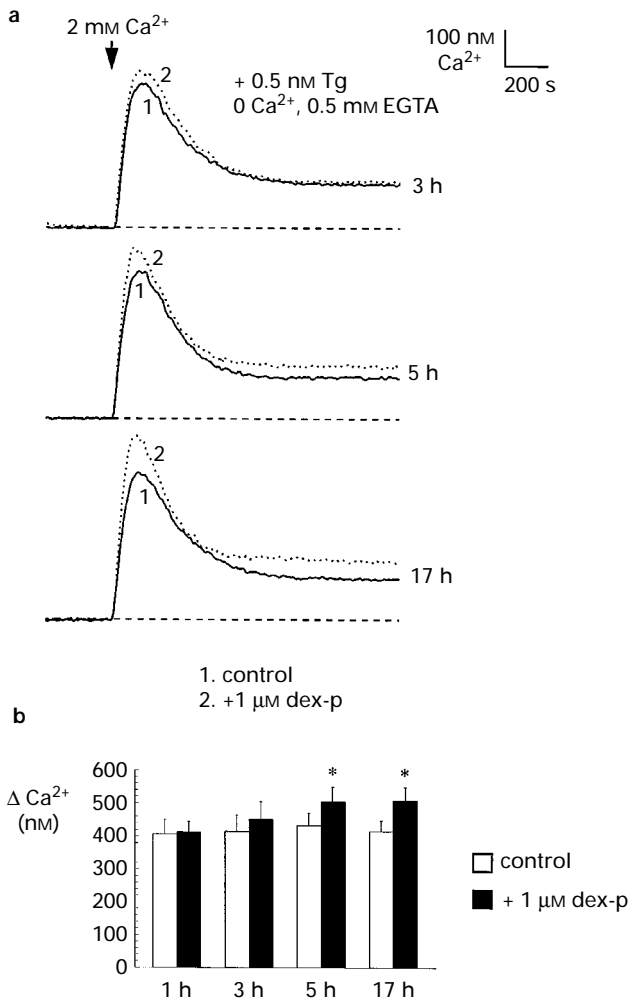 a
2 mM Ca²⁺
100 nM
Ca²⁺
200 s
+ 0.5 nM Tg
0 Ca²⁺, 0.5 mM EGTA
2
1
3 h
2
1
5 h
2
1
17 h
1. control
2. +1 µM dex-p
b
Δ Ca²⁺
(nM)
600
500
400
300
200
100
0
*
*
1 h 3 h 5 h 17 h
control
+ 1 µM dex-p